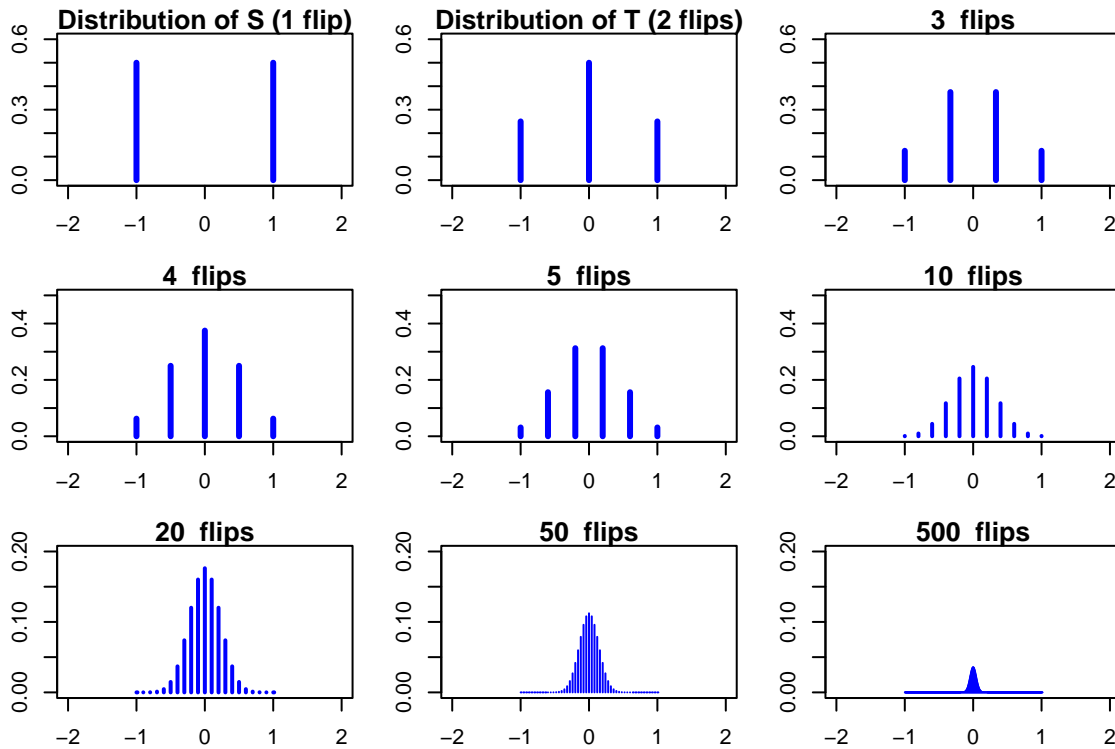 Distribution of S (1 flip)
0.0 0.3 0.6
−2 −1 0 1 2
Distribution of T (2 flips)
0.0 0.3 0.6
−2 −1 0 1 2
3 flips
0.0 0.3 0.6
−2 −1 0 1 2
4 flips
0.0 0.2 0.4
−2 −1 0 1 2
5 flips
0.0 0.2 0.4
−2 −1 0 1 2
10 flips
0.0 0.2 0.4
−2 −1 0 1 2
20 flips
0.00 0.10 0.20
−2 −1 0 1 2
50 flips
0.00 0.10 0.20
−2 −1 0 1 2
500 flips
0.00 0.10 0.20
−2 −1 0 1 2